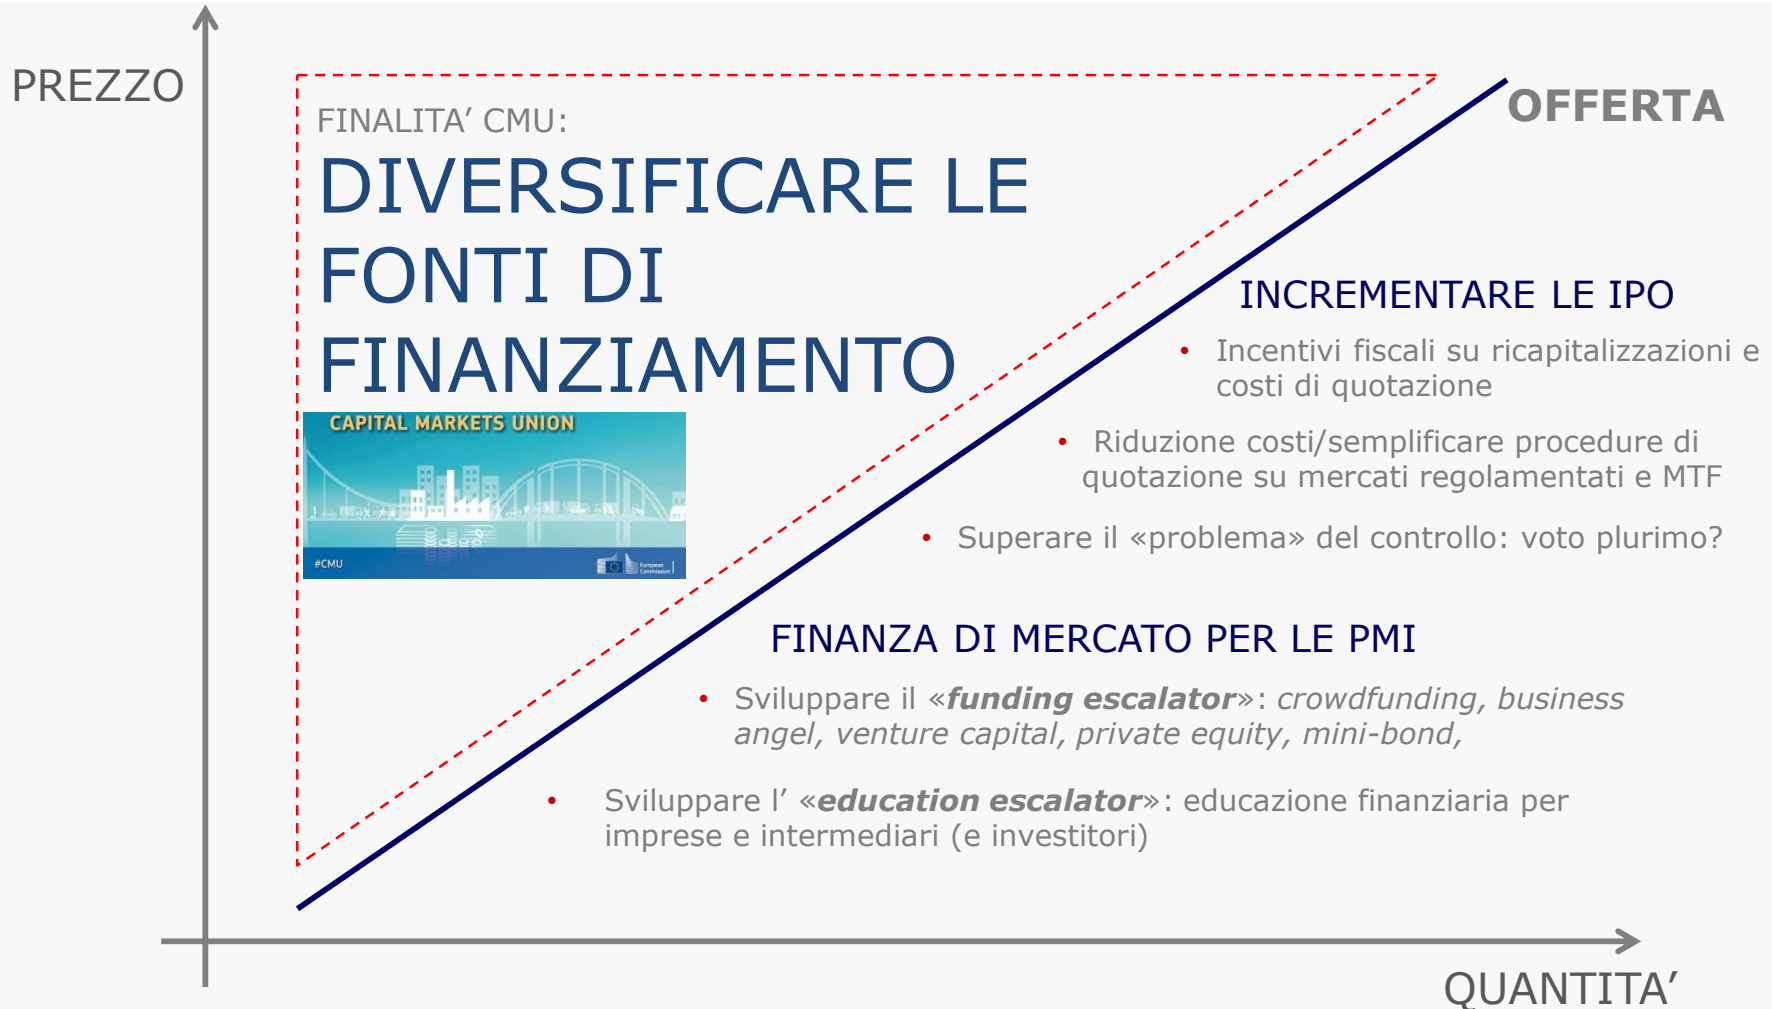 PREZZO
OFFERTA
FINALITA’ CMU:
DIVERSIFICARE LE
FONTI DI
FINANZIAMENTO
CAPITAL MARKETS UNION
#CMU
European
Commission
INCREMENTARE LE IPO
• Incentivi fiscali su ricapitalizzazioni e
costi di quotazione
• Riduzione costi/semplificare procedure di
quotazione su mercati regolamentati e MTF
• Superare il «problema» del controllo: voto plurimo?
FINANZA DI MERCATO PER LE PMI
• Sviluppare il «funding escalator»: crowdfunding, business
angel, venture capital, private equity, mini-bond,
• Sviluppare l’ «education escalator»: educazione finanziaria per
imprese e intermediari (e investitori)
QUANTITA’